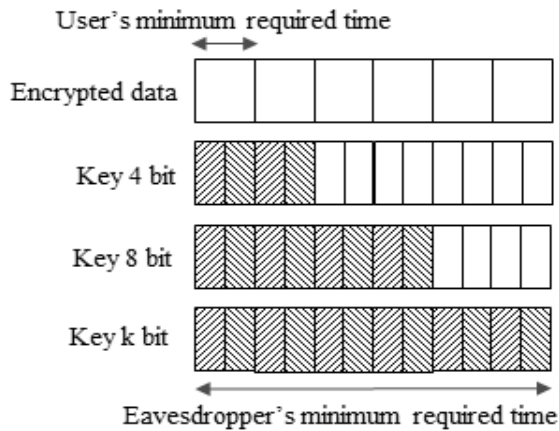 User's minimum required time
Encrypted data
Key 4 bit
Key 8 bit
Key k bit
Eavesdropper's minimum required time